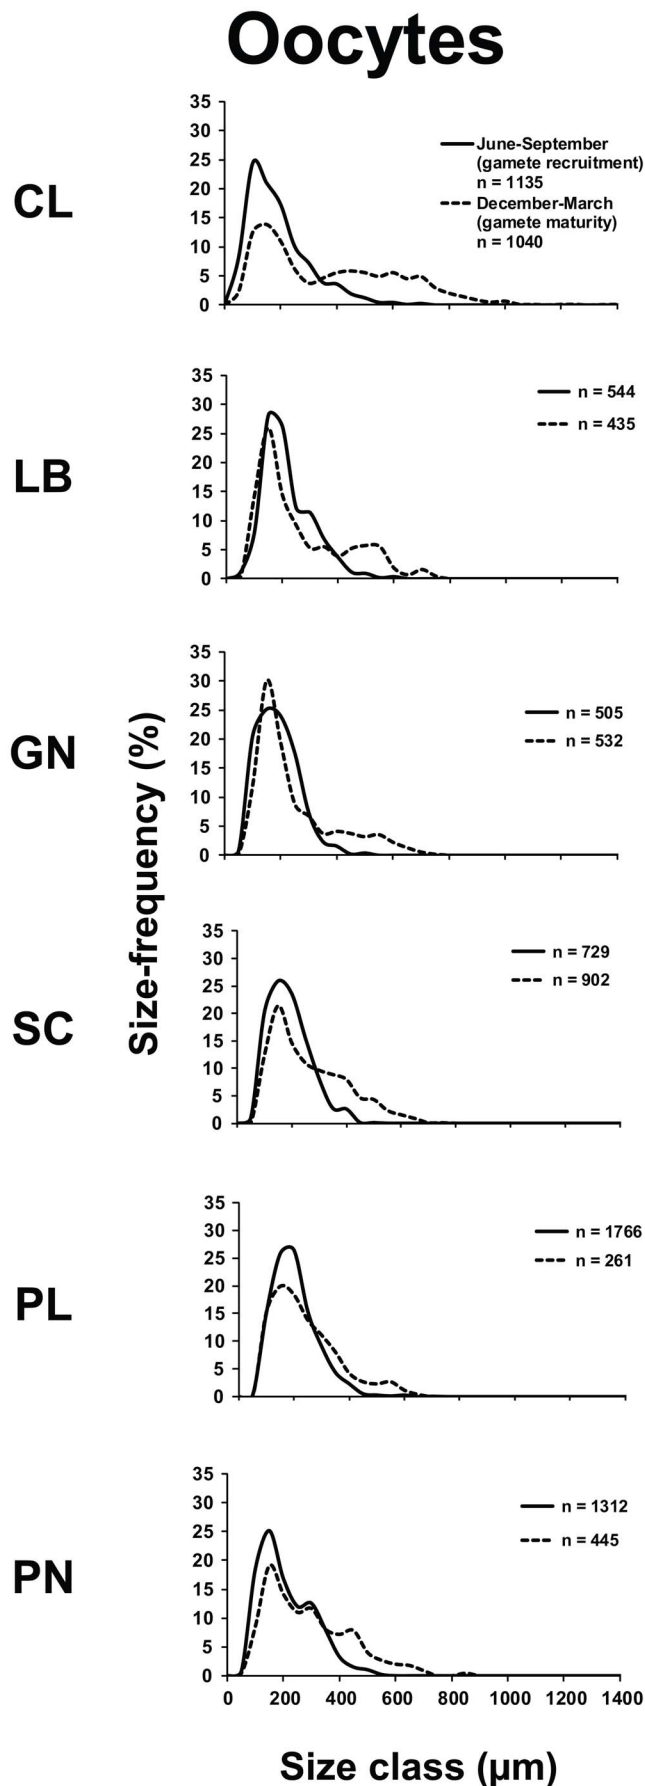 Oocytes
CL
35
30
25
20
15
10
5
0
June-September
(gamete recruitment)
n = 1135
December-March
(gamete maturity)
n = 1040
LB
35
30
25
20
15
10
5
0
n = 544
n = 435
GN
35
30
25
20
15
10
5
0
n = 505
n = 532
Size-frequency (%)
SC
35
30
25
20
15
10
5
0
n = 729
n = 902
PL
35
30
25
20
15
10
5
0
n = 1766
n = 261
PN
35
30
25
20
15
10
5
0
n = 1312
n = 445
0 200 400 600 800 1000 1200 1400
Size class (µm)